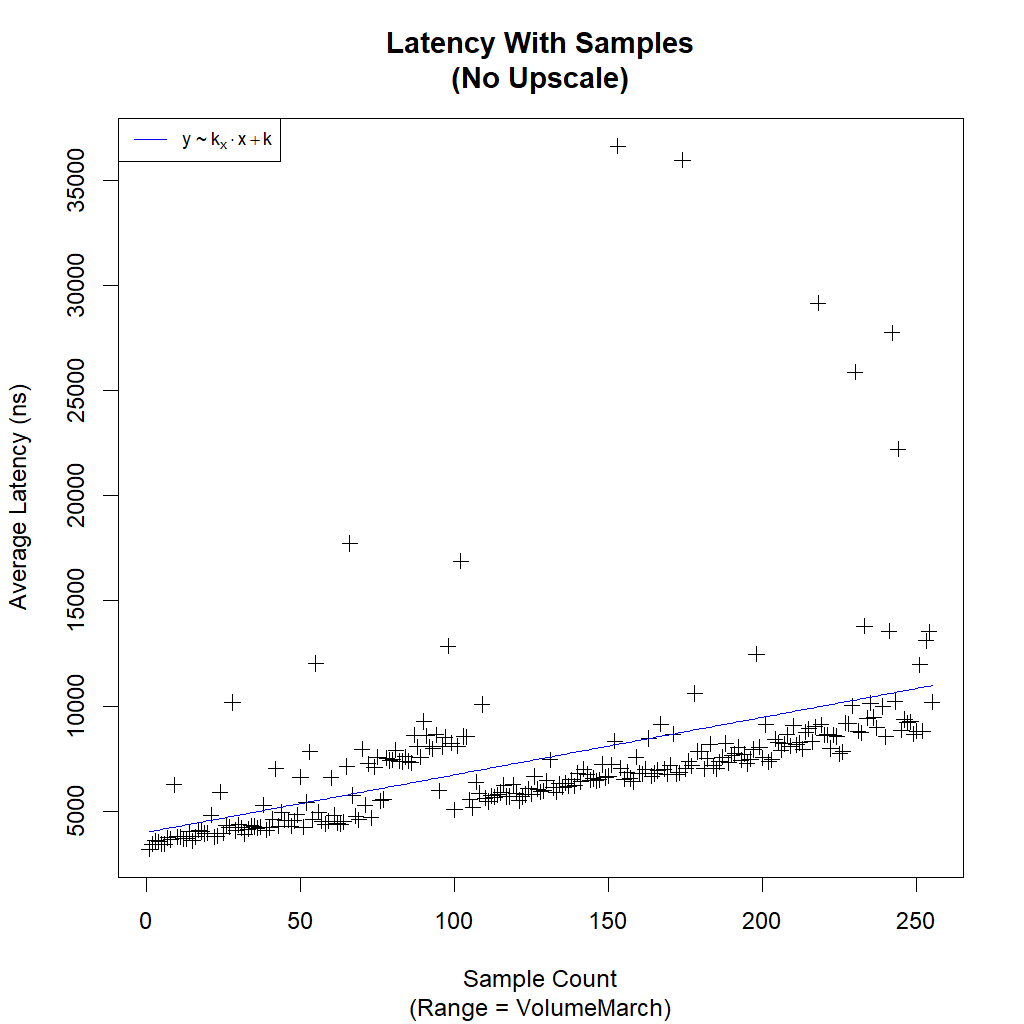 Latency With Samples
(No Upscale)
y ~ kₓ · x + k
35000
30000
25000
20000
15000
10000
5000
Average Latency (ns)
0 50 100 150 200 250
Sample Count
(Range = VolumeMarch)